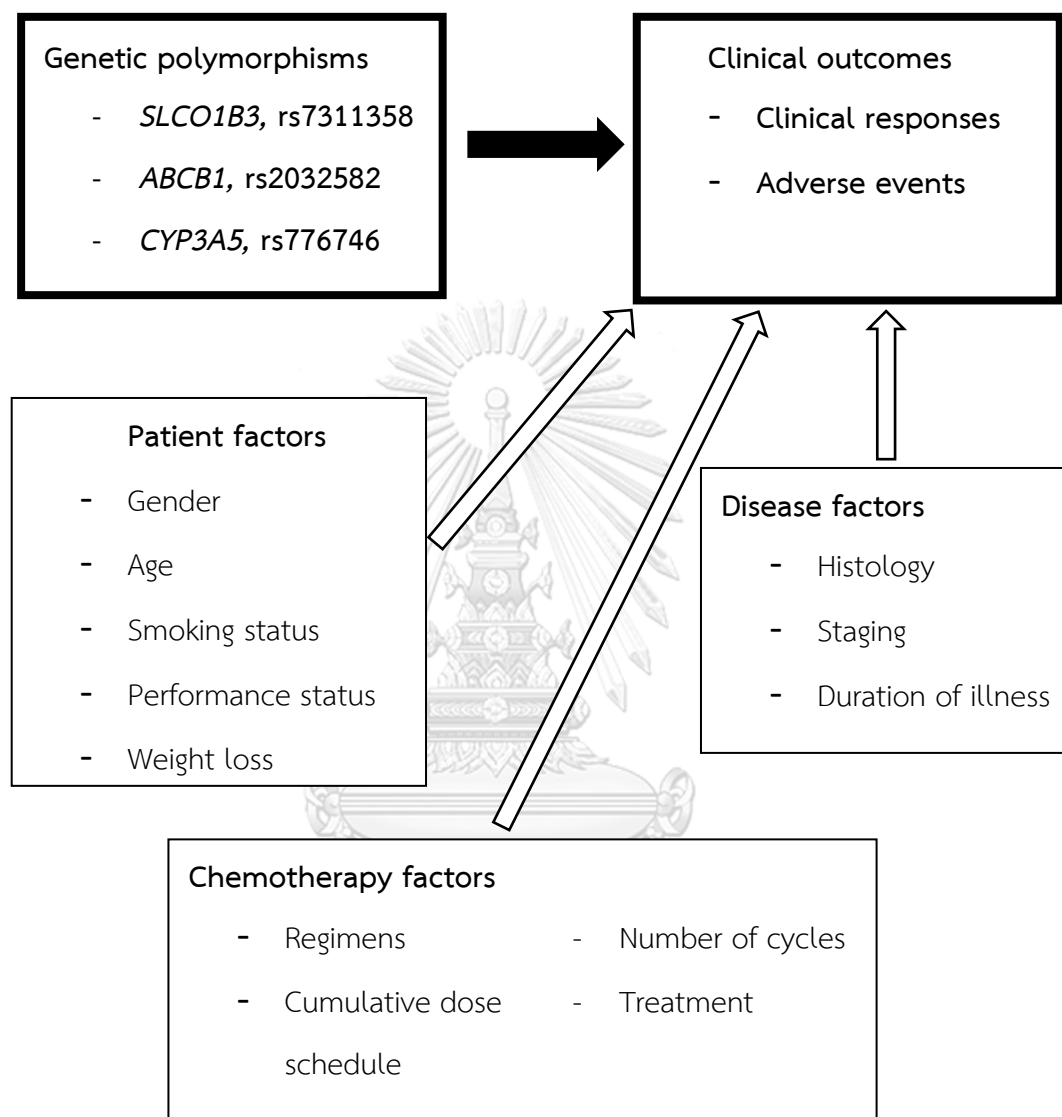 Genetic polymorphisms
- SLCO1B3, rs7311358
- ABCB1, rs2032582
- CYP3A5, rs776746
Clinical outcomes
- Clinical responses
- Adverse events
Patient factors
- Gender
- Age
- Smoking status
- Performance status
- Weight loss
Disease factors
- Histology
- Staging
- Duration of illness
Chemotherapy factors
- Regimens - Number of cycles
- Cumulative dose - Treatment
schedule